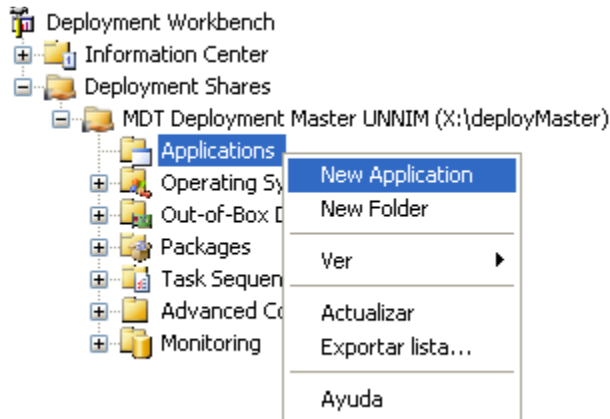 Deployment Workbench
Information Center
Deployment Shares
MDT Deployment Master UNNIM (X:\deployMaster)
Applications
Operating Sy
Out-of-Box D
Packages
Task Sequen
Advanced Co
Monitoring
New Application
New Folder
Ver
Actualizar
Exportar lista...
Ayuda